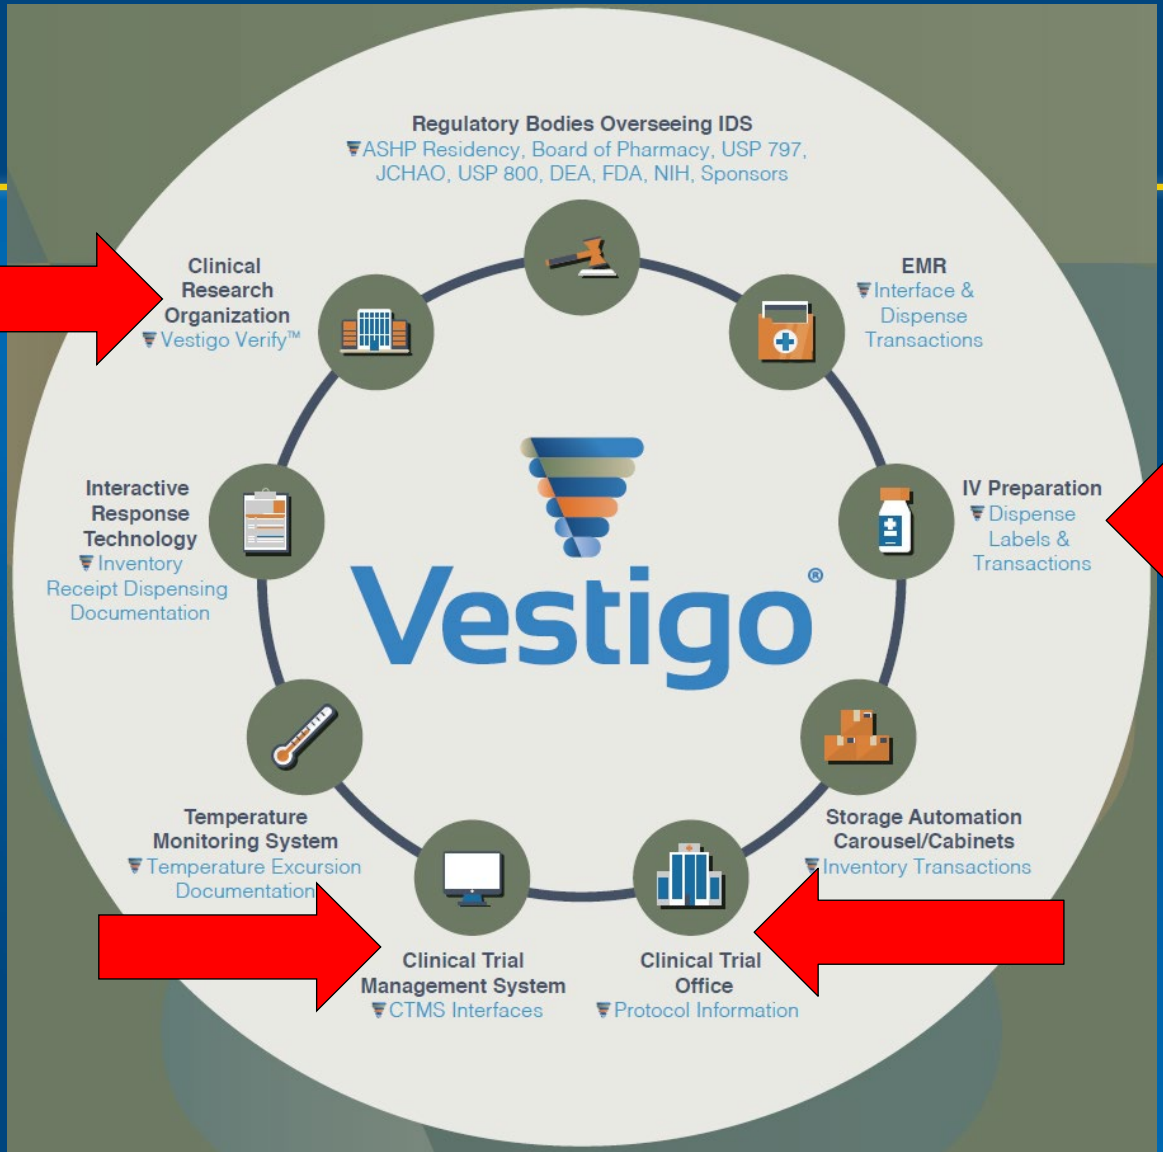 Regulatory Bodies Overseeing IDS
ASHP Residency, Board of Pharmacy, USP 797,
JCHAO, USP 800, DEA, FDA, NIH, Sponsors
Clinical
Research
Organization
Vestigo Verify™
EMR
Interface &
Dispense
Transactions
Interactive
Response
Technology
Inventory
Receipt Dispensing
Documentation
Vestigo®
IV Preparation
Dispense
Labels &
Transactions
Temperature
Monitoring System
Temperature Excursion
Documentation
Storage Automation
Carousel/Cabinets
Inventory Transactions
Clinical Trial
Management System
CTMS Interfaces
Clinical Trial
Office
Protocol Information